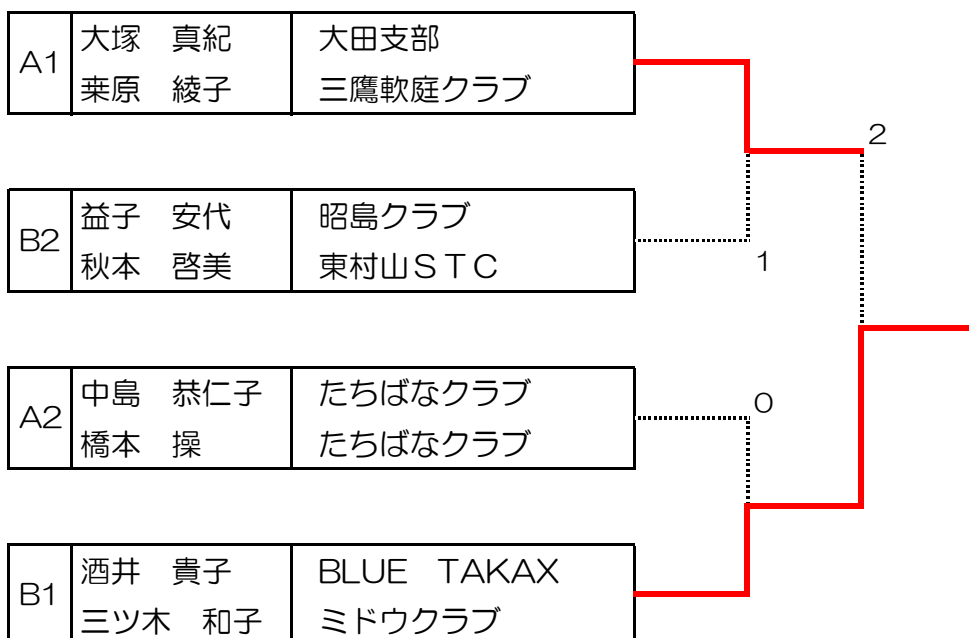 A1 大塚　真紀 大田支部
桒原　綾子 三鷹軟庭クラブ
2
B2 益子　安代 昭島クラブ
秋本　啓美 東村山ＳＴＣ
1
A2 中島　恭仁子 たちばなクラブ
0
橋本　操 たちばなクラブ
B1 酒井　貴子 BLUE　TAKAX
三ツ木　和子 ミドウクラブ